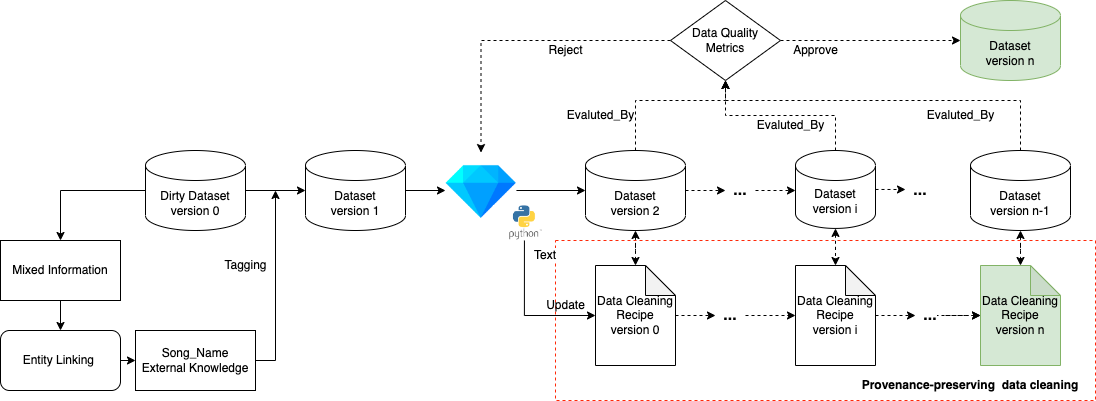 Data Quality
Metrics
Reject
Approve
Dataset
version n
Evaluted_By
Evaluted_By
Evaluted_By
Dirty Dataset
version 0
Dataset
version 1
Dataset
version 2
...
Dataset
version i
...
Dataset
version n-1
python
Mixed Information
Tagging
Text
Update
Data Cleaning
Recipe
version 0
...
Data Cleaning
Recipe
version i
...
Data Cleaning
Recipe
version n
Entity Linking
Song_Name
External Knowledge
Provenance-preserving data cleaning